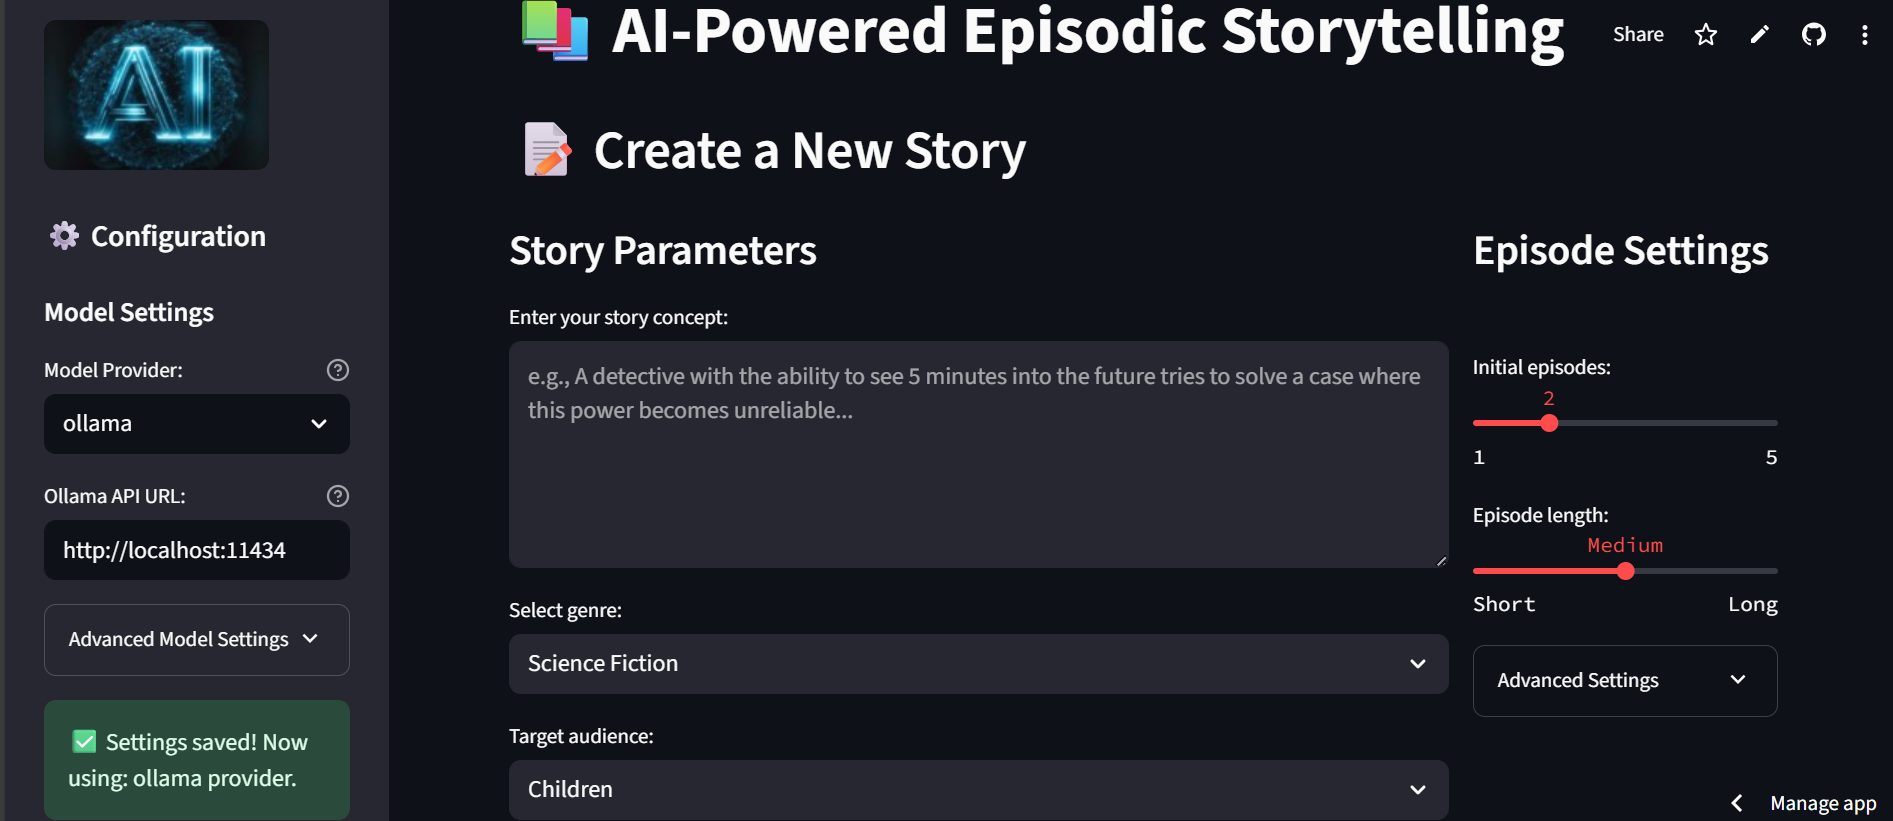 AI
Configuration
Model Settings
Model Provider:
ollama
Ollama API URL:
http://localhost:11434
Advanced Model Settings
Settings saved! Now
using: ollama provider.
AI-Powered Episodic Storytelling
Share
Create a New Story
Story Parameters
Enter your story concept:
e.g., A detective with the ability to see 5 minutes into the future tries to solve a case where
this power becomes unreliable...
Select genre:
Science Fiction
Target audience:
Children
Episode Settings
Initial episodes:
2
1 5
Episode length:
Medium
Short Long
Advanced Settings
Manage app